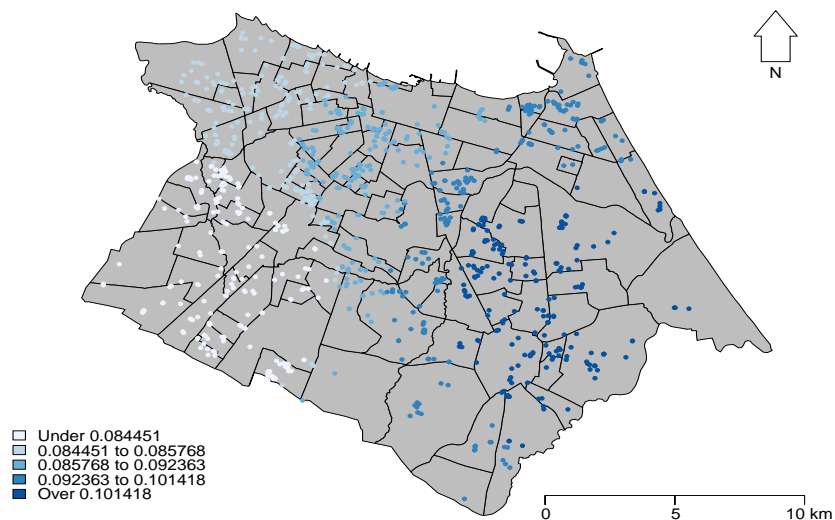 N
Under 0.084451
0.084451 to 0.085768
0.085768 to 0.092363
0.092363 to 0.101418
Over 0.101418
0 5 10 km